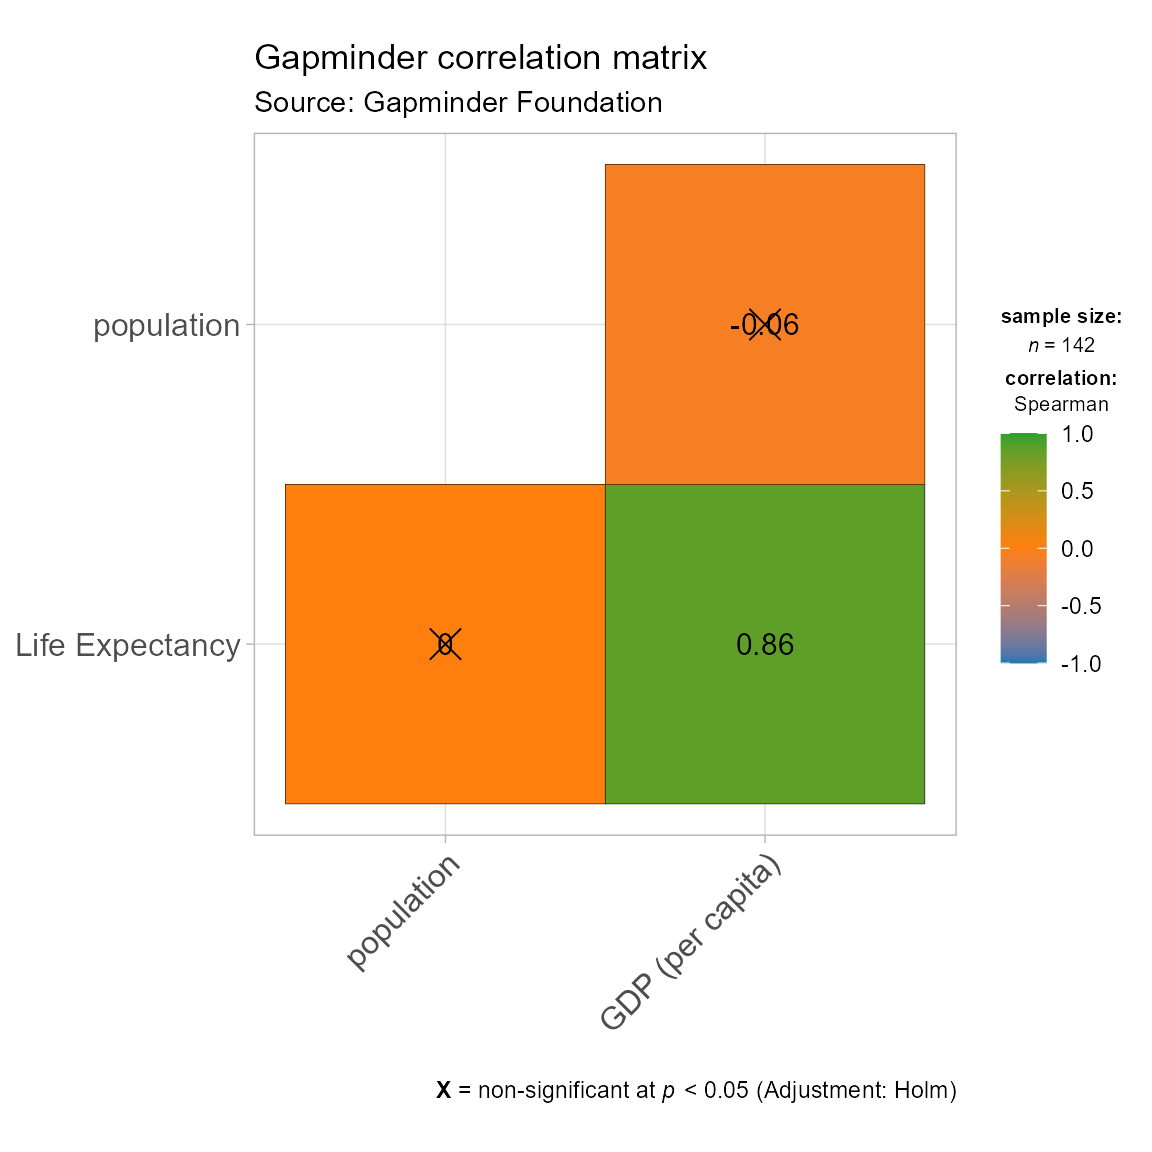 Gapminder correlation matrix
Source: Gapminder Foundation
population
-0.06
Life Expectancy
0
0.86
population
GDP (per capita)
sample size:
n = 142
correlation:
Spearman
1.0
0.5
0.0
-0.5
-1.0
X = non-significant at p < 0.05 (Adjustment: Holm)